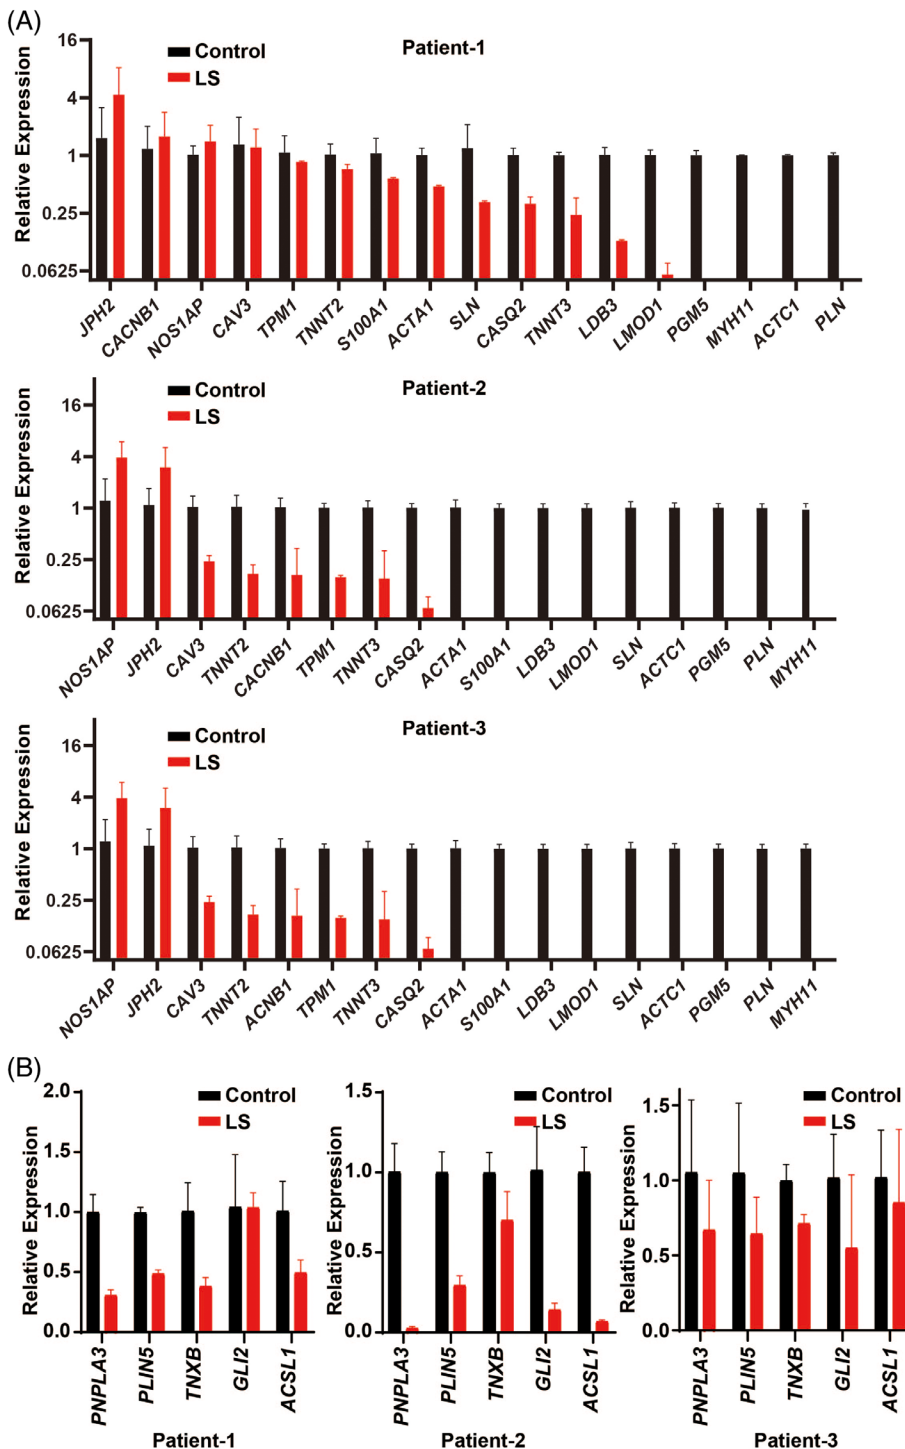 (A)
Patient-1
Control
LS
Relative Expression
16
4
1
0.25
0.0625
JPH2 CACNB1 NOS1AP CAV3 TPM1 TNNT2 S100A1 ACTA1 SLN CASQ2 TNNT3 LDB3 LMOD1 PGM5 MYH11 ACTC1 PLN
Patient-2
Control
LS
Relative Expression
16
4
1
0.25
0.0625
NOS1AP JPH2 CAV3 TNNT2 CACNB1 TPM1 TNNT3 CASQ2 ACTA1 S100A1 LDB3 LMOD1 SLN ACTC1 PGM5 PLN MYH11
Patient-3
Control
LS
Relative Expression
16
4
1
0.25
0.0625
NOS1AP JPH2 CAV3 TNNT2 ACNB1 TPM1 TNNT3 CASQ2 ACTA1 S100A1 LDB3 LMOD1 SLN ACTC1 PGM5 PLN MYH11
(B)
Control
LS
Relative Expression
2.0
1.5
1.0
0.5
0.0
PNPLA3 PLIN5 TNXB GLI2 ACSL1
Patient-1
Control
LS
Relative Expression
1.5
1.0
0.5
0.0
PNPLA3 PLIN5 TNXB GLI2 ACSL1
Patient-2
Control
LS
Relative Expression
1.5
1.0
0.5
0.0
PNPLA3 PLIN5 TNXB GLI2 ACSL1
Patient-3